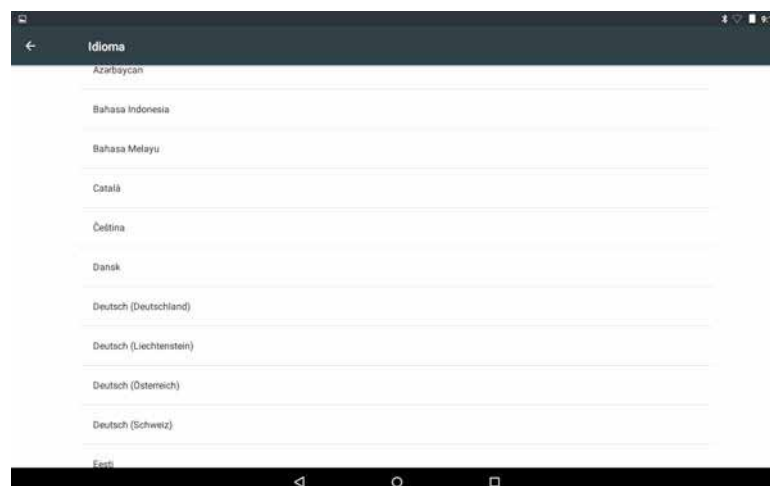 Idioma
Azərbaycan
Bahasa Indonesia
Bahasa Melayu
Català
Čeština
Dansk
Deutsch (Deutschland)
Deutsch (Liechtenstein)
Deutsch (Österreich)
Deutsch (Schweiz)
Eesti